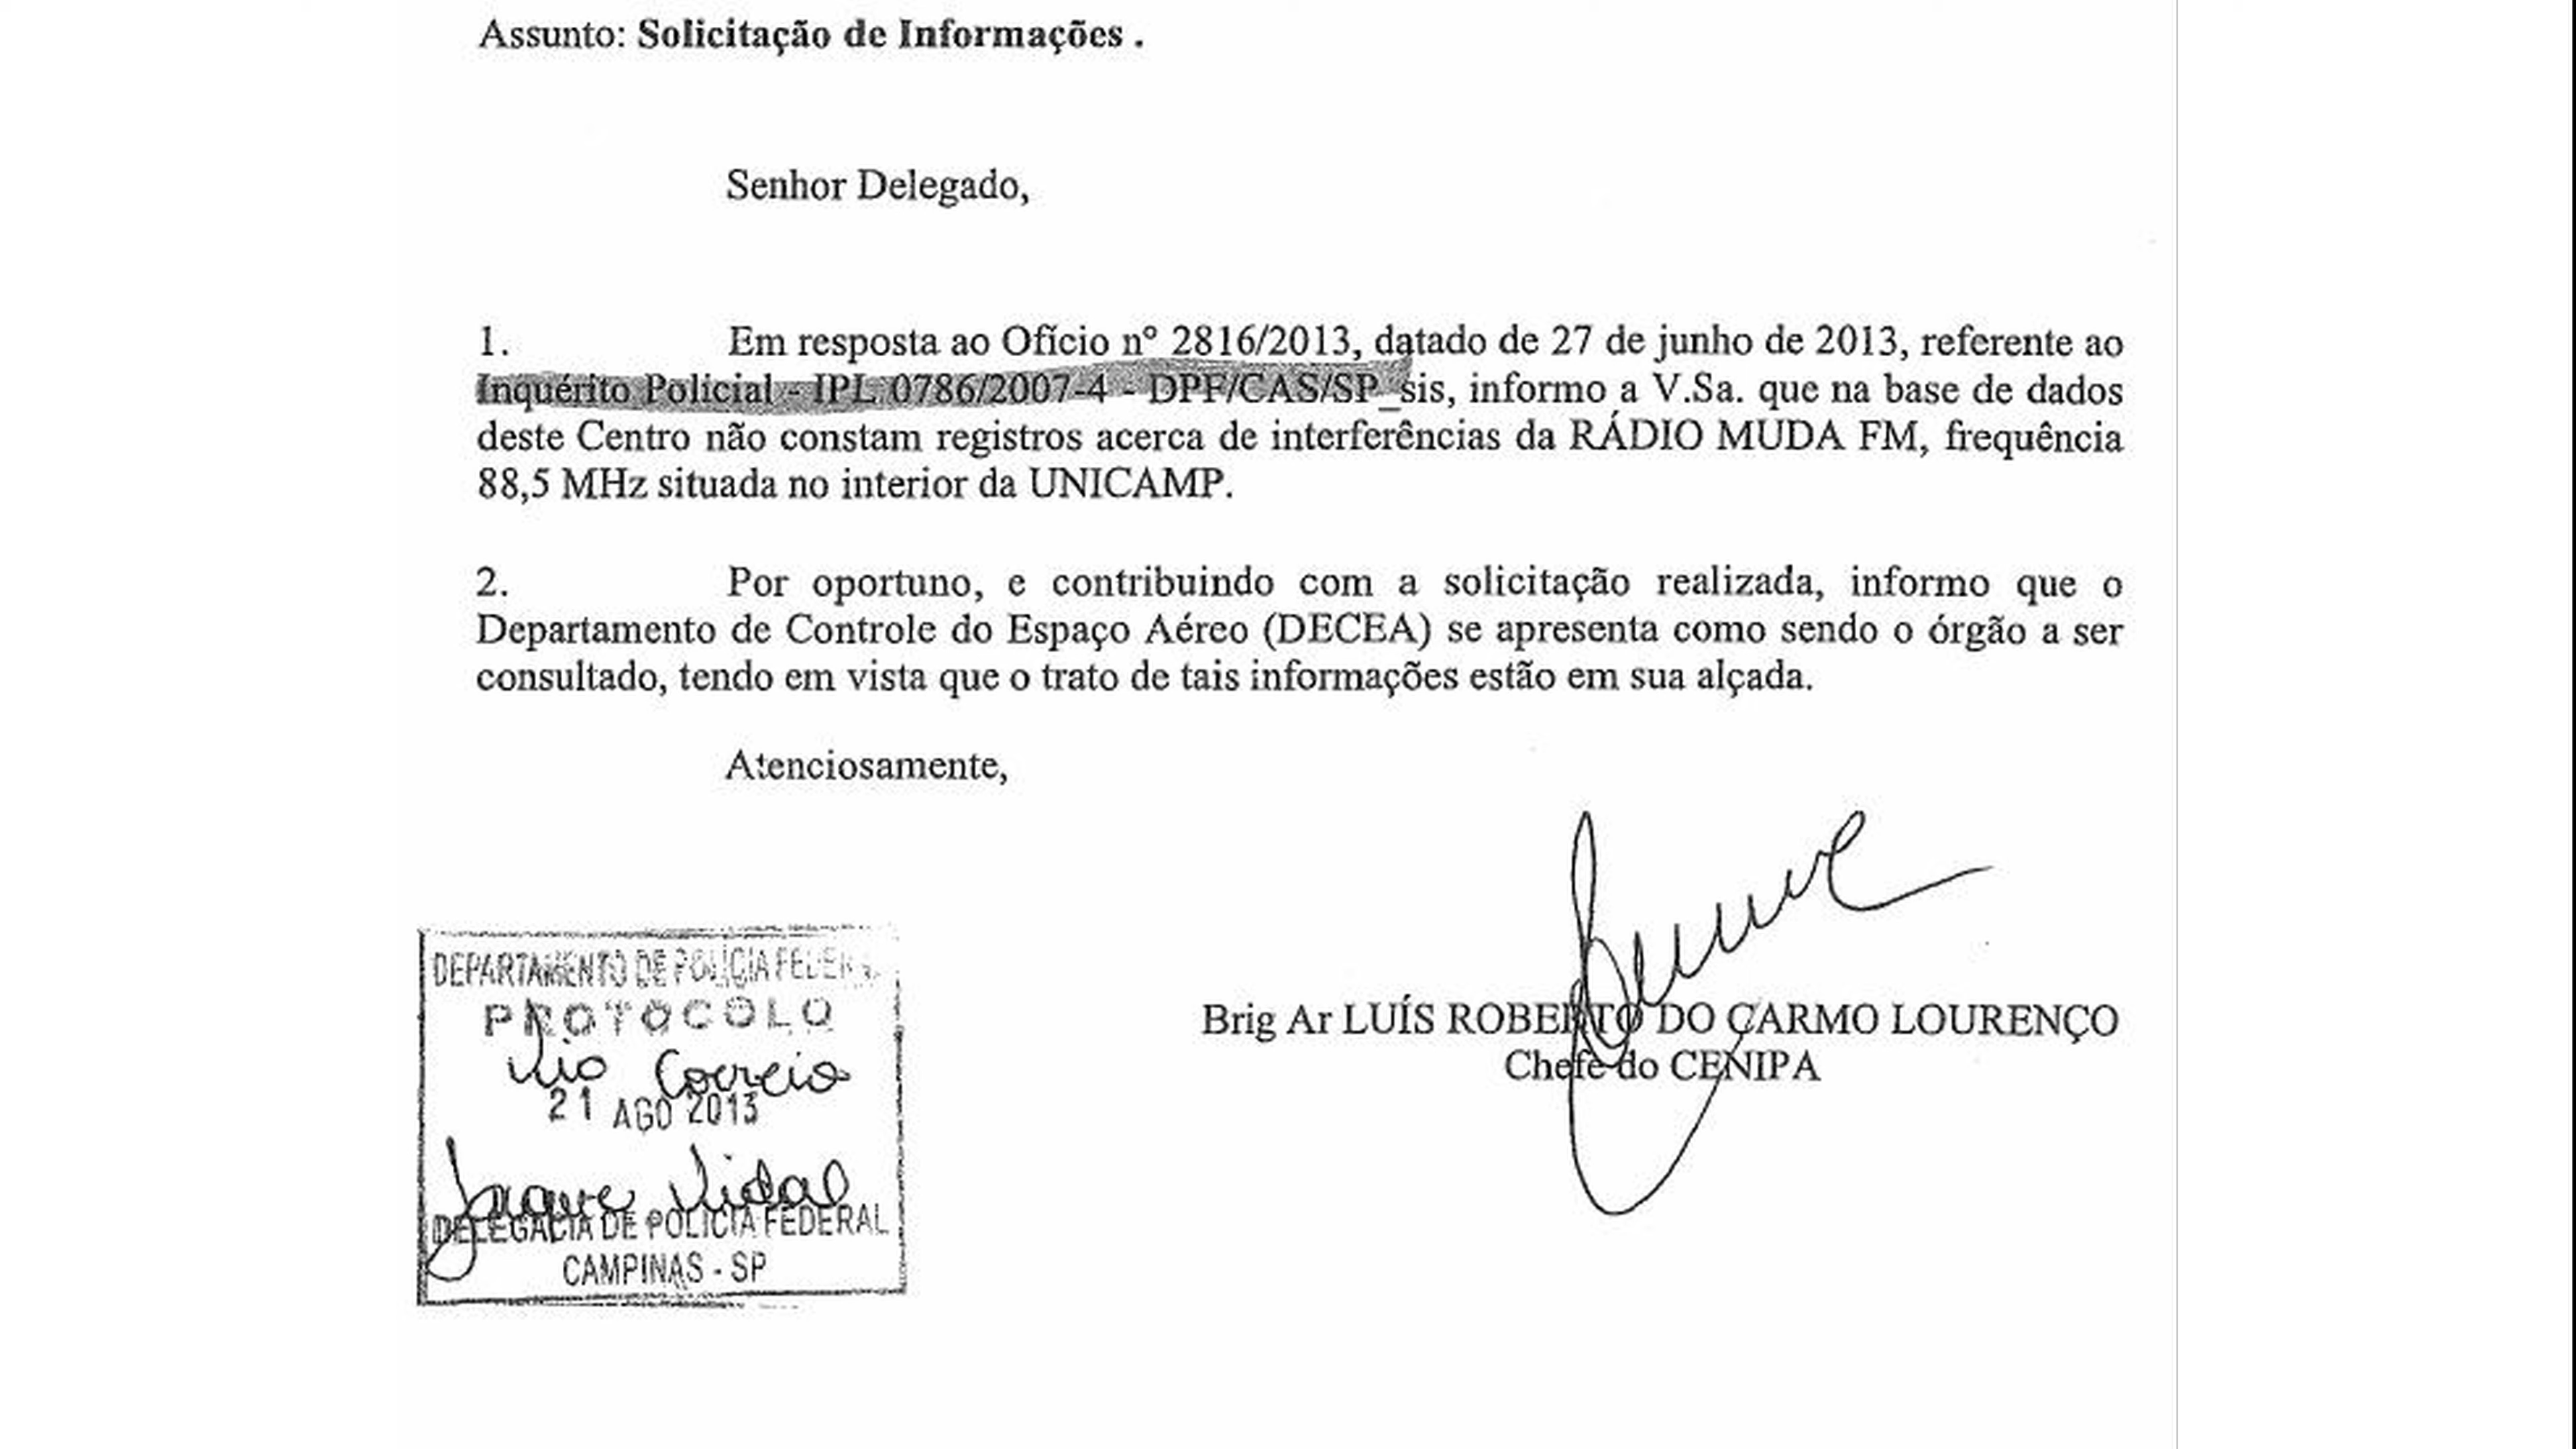 Assunto: Solicitação de Informações .
Senhor Delegado,
1. Em resposta ao Ofício nº 2816/2013, datado de 27 de junho de 2013, referente ao
Inquérito Policial - IPL 0786/2007-4 - DPF/CAS/SP_sis, informo a V.Sa. que na base de dados
deste Centro não constam registros acerca de interferências da RÁDIO MUDA FM, frequência
88,5 MHz situada no interior da UNICAMP.
2. Por oportuno, e contribuindo com a solicitação realizada, informo que o
Departamento de Controle do Espaço Aéreo (DECEA) se apresenta como sendo o órgão a ser
consultado, tendo em vista que o trato de tais informações estão em sua alçada.
Atenciosamente,
Brig Ar LUÍS ROBERTO DO CARMO LOURENÇO
Chefe do CENIPA
DEPARTAMENTO DE POLÍCIA FEDERAL
PROTOCOLO
Via Correio
21 AGO 2013
Vidal
DELEGACIA DE POLÍCIA FEDERAL
CAMPINAS - SP